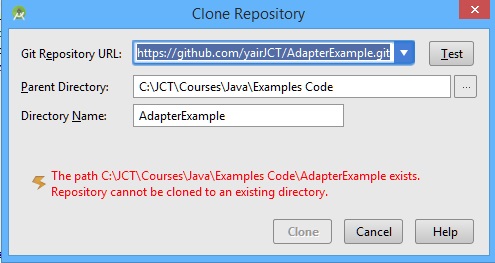 Clone Repository
Git Repository URL: https://github.com/yairJCT/AdapterExample.git Test
Parent Directory: C:\JCT\Courses\Java\Examples Code ...
Directory Name: AdapterExample
The path C:\JCT\Courses\Java\Examples Code\AdapterExample exists.
Repository cannot be cloned to an existing directory.
Clone Cancel Help